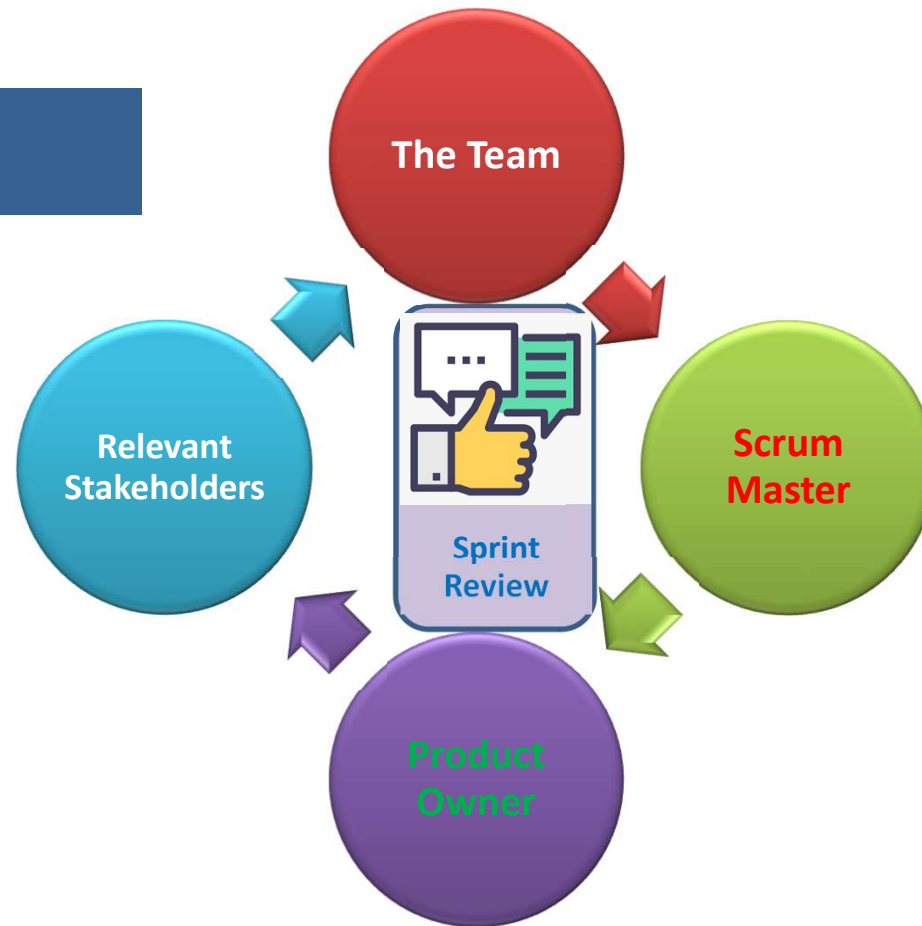 The Team
Scrum
Master
Product
Owner
Relevant
Stakeholders
Sprint
Review